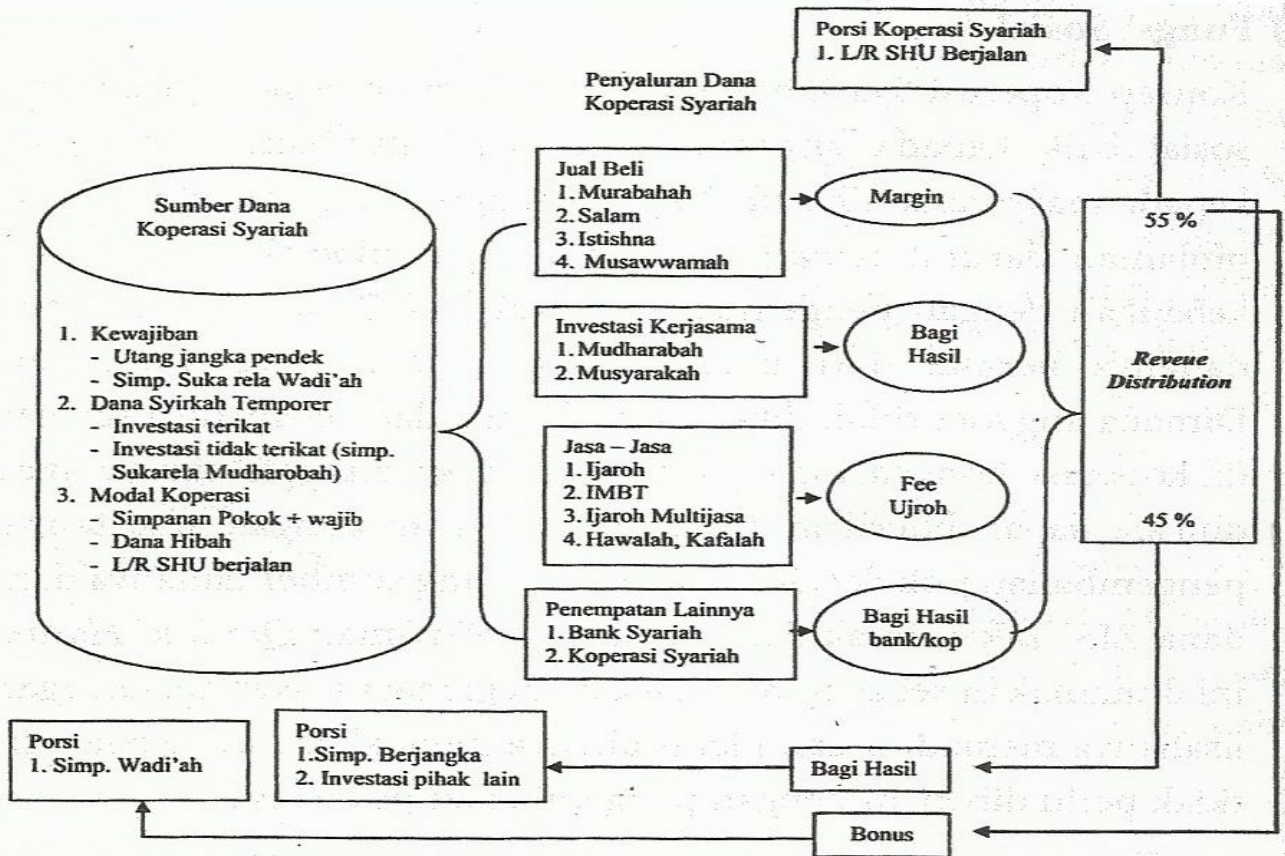 Porsi Koperasi Syariah
1. L/R SHU Berjalan
Penyaluran Dana
Koperasi Syariah
Sumber Dana
Koperasi Syariah
1. Kewajiban
- Utang jangka pendek
- Simp. Suka rela Wadi'ah
2. Dana Syirkah Temporer
- Investasi terikat
- Investasi tidak terikat (simp.
Sukarela Mudharobah)
3. Modal Koperasi
- Simpanan Pokok + wajib
- Dana Hibah
- L/R SHU berjalan
Jual Beli
1. Murabahah
2. Salam
3. Istishna
4. Musawwamah
Margin
Investasi Kerjasama
1. Mudharabah
2. Musyarakah
Bagi
Hasil
Jasa – Jasa
1. Ijaroh
2. IMBT
3. Ijaroh Multijasa
4. Hawalah, Kafalah
Fee
Ujroh
Penempatan Lainnya
1. Bank Syariah
2. Koperasi Syariah
Bagi Hasil
bank/kop
55 %
Reveue
Distribution
45 %
Porsi
1. Simp. Wadi'ah
Porsi
1.Simp. Berjangka
2. Investasi pihak lain
Bagi Hasil
Bonus